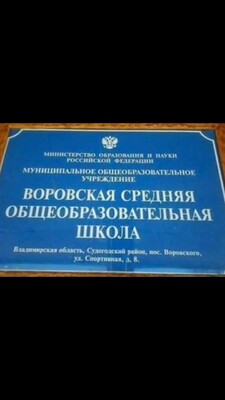 МИНИСТЕРСТВО ОБРАЗОВАНИЯ И НАУКИ
РОССИЙСКОЙ ФЕДЕРАЦИИ
МУНИЦИПАЛЬНОЕ ОБЩЕОБРАЗОВАТЕЛЬНОЕ
УЧРЕЖДЕНИЕ
ВОРОВСКАЯ СРЕДНЯЯ
ОБЩЕОБРАЗОВАТЕЛЬНАЯ
ШКОЛА
Владимирская область, Судогодский район, пос. Воровского,
ул. Спортивная, д. 8.